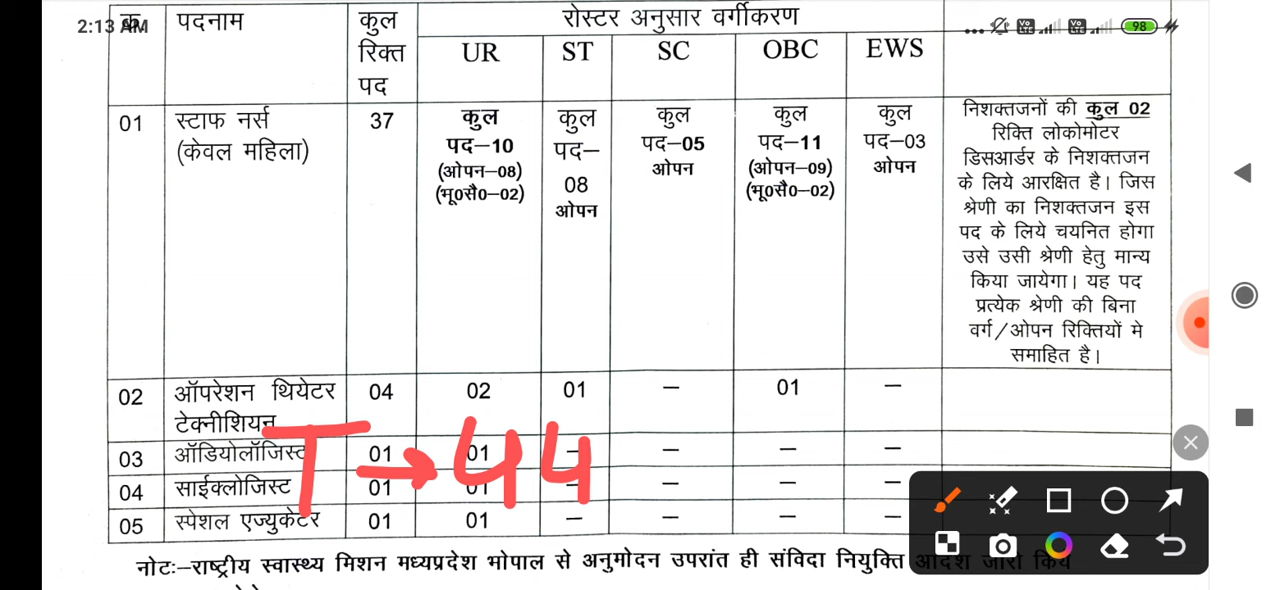 2:13 AM 98
क्र पदनाम कुल रिक्त पद रोस्टर अनुसार वर्गीकरण
UR ST SC OBC EWS
01 स्टाफ नर्स (केवल महिला) 37 कुल पद–10 (ओपन–08) (भू0सै0–02) कुल पद– 08 ओपन कुल पद–05 ओपन कुल पद–11 (ओपन–09) (भू0सै0–02) कुल पद–03 ओपन
निशक्तजनों की कुल 02
रिक्ति लोकोमोटर
डिसआर्डर के निशक्तजन
के लिये आरक्षित है। जिस
श्रेणी का निशक्तजन इस
पद के लिये चयनित होगा
उसे उसी श्रेणी हेतु मान्य
किया जायेगा। यह पद
प्रत्येक श्रेणी की बिना
वर्ग/ओपन रिक्तियों मे
समाहित है।
02 ऑपरेशन थियेटर टेक्नीशियन 04 02 01 – 01 –
03 ऑडियोलॉजिस्ट 01 01 – – – –
04 साईक्लोजिस्ट 01 01 – – – –
05 स्पेशल एज्युकेटर 01 01 – – – –
T → 44
नोटः–राष्ट्रीय स्वास्थ्य मिशन मध्यप्रदेश भोपाल से अनुमोदन उपरांत ही संविदा नियुक्ति आदेश जारी किये